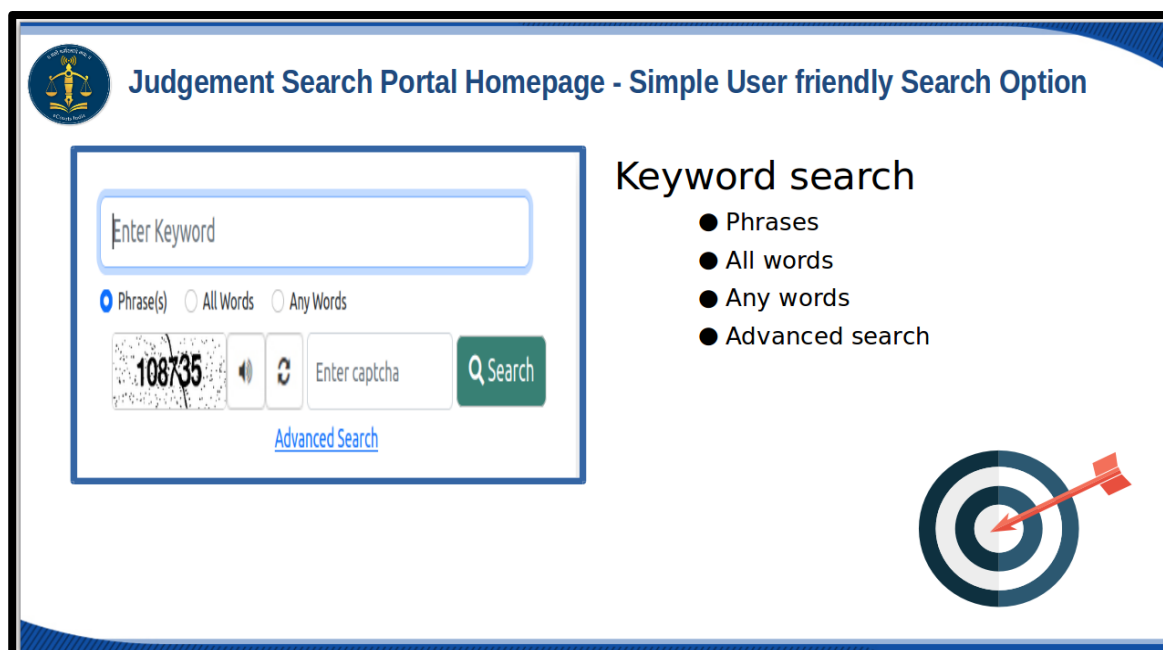 Judgement Search Portal Homepage - Simple User friendly Search Option
Enter Keyword
Phrase(s) All Words Any Words
108735 Enter captcha Search
Advanced Search
Keyword search
● Phrases
● All words
● Any words
● Advanced search